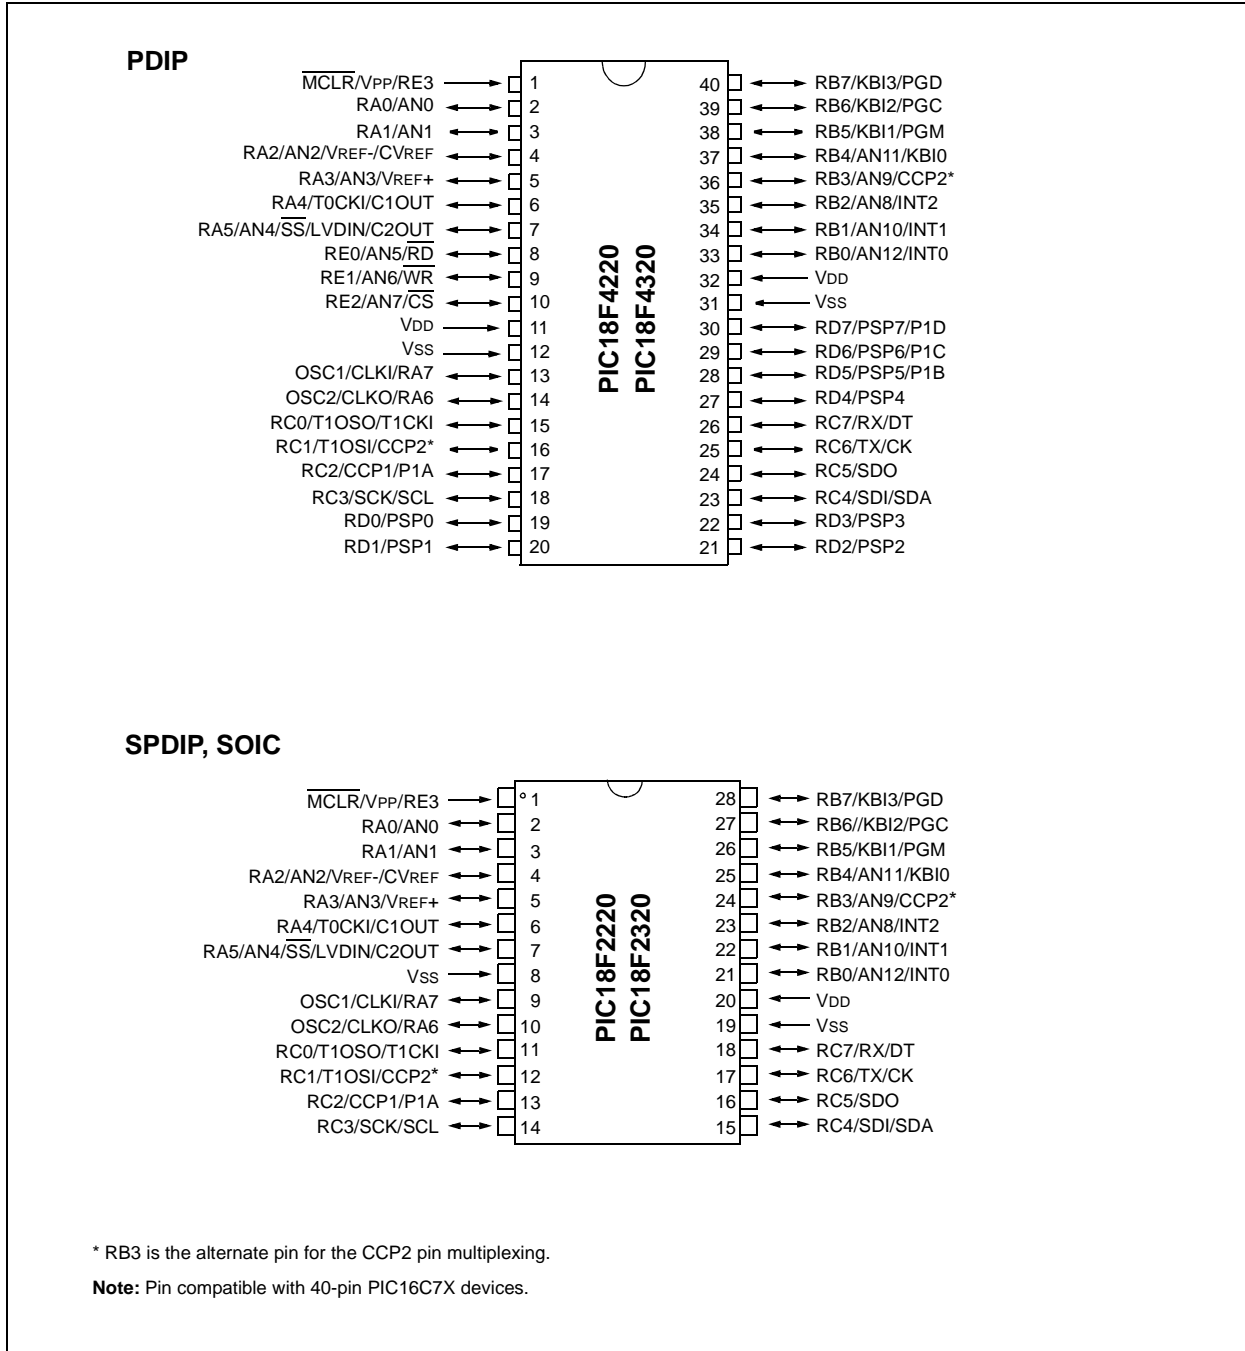 PDIP
MCLR/VPP/RE3 1
RA0/AN0 2
RA1/AN1 3
RA2/AN2/VREF-/CVREF 4
RA3/AN3/VREF+ 5
RA4/T0CKI/C1OUT 6
RA5/AN4/SS/LVDIN/C2OUT 7
RE0/AN5/RD 8
RE1/AN6/WR 9
RE2/AN7/CS 10
VDD 11
VSS 12
OSC1/CLKI/RA7 13
OSC2/CLKO/RA6 14
RC0/T1OSO/T1CKI 15
RC1/T1OSI/CCP2* 16
RC2/CCP1/P1A 17
RC3/SCK/SCL 18
RD0/PSP0 19
RD1/PSP1 20
PIC18F4220
PIC18F4320
40 RB7/KBI3/PGD
39 RB6/KBI2/PGC
38 RB5/KBI1/PGM
37 RB4/AN11/KBI0
36 RB3/AN9/CCP2*
35 RB2/AN8/INT2
34 RB1/AN10/INT1
33 RB0/AN12/INT0
32 VDD
31 VSS
30 RD7/PSP7/P1D
29 RD6/PSP6/P1C
28 RD5/PSP5/P1B
27 RD4/PSP4
26 RC7/RX/DT
25 RC6/TX/CK
24 RC5/SDO
23 RC4/SDI/SDA
22 RD3/PSP3
21 RD2/PSP2
SPDIP, SOIC
MCLR/VPP/RE3 1
RA0/AN0 2
RA1/AN1 3
RA2/AN2/VREF-/CVREF 4
RA3/AN3/VREF+ 5
RA4/T0CKI/C1OUT 6
RA5/AN4/SS/LVDIN/C2OUT 7
VSS 8
OSC1/CLKI/RA7 9
OSC2/CLKO/RA6 10
RC0/T1OSO/T1CKI 11
RC1/T1OSI/CCP2* 12
RC2/CCP1/P1A 13
RC3/SCK/SCL 14
PIC18F2220
PIC18F2320
28 RB7/KBI3/PGD
27 RB6//KBI2/PGC
26 RB5/KBI1/PGM
25 RB4/AN11/KBI0
24 RB3/AN9/CCP2*
23 RB2/AN8/INT2
22 RB1/AN10/INT1
21 RB0/AN12/INT0
20 VDD
19 VSS
18 RC7/RX/DT
17 RC6/TX/CK
16 RC5/SDO
15 RC4/SDI/SDA
* RB3 is the alternate pin for the CCP2 pin multiplexing.
Note: Pin compatible with 40-pin PIC16C7X devices.